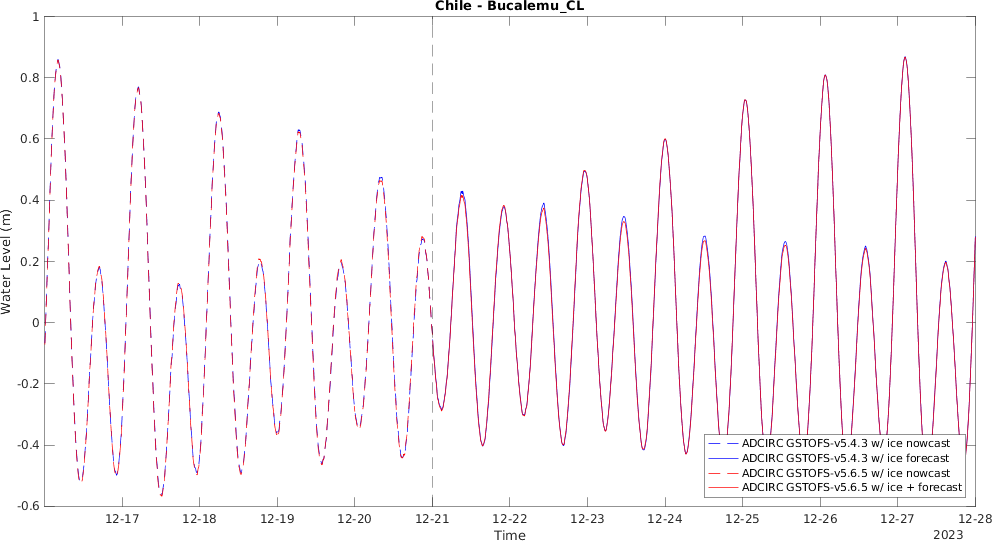 Chile - Bucalemu_CL
1
0.8
0.6
0.4
0.2
0
-0.2
-0.4
-0.6
Water Level (m)
ADCIRC GSTOFS-v5.4.3 w/ ice nowcast
ADCIRC GSTOFS-v5.4.3 w/ ice forecast
ADCIRC GSTOFS-v5.6.5 w/ ice nowcast
ADCIRC GSTOFS-v5.6.5 w/ ice + forecast
12-17 12-18 12-19 12-20 12-21 12-22 12-23 12-24 12-25 12-26 12-27 12-28
Time
2023